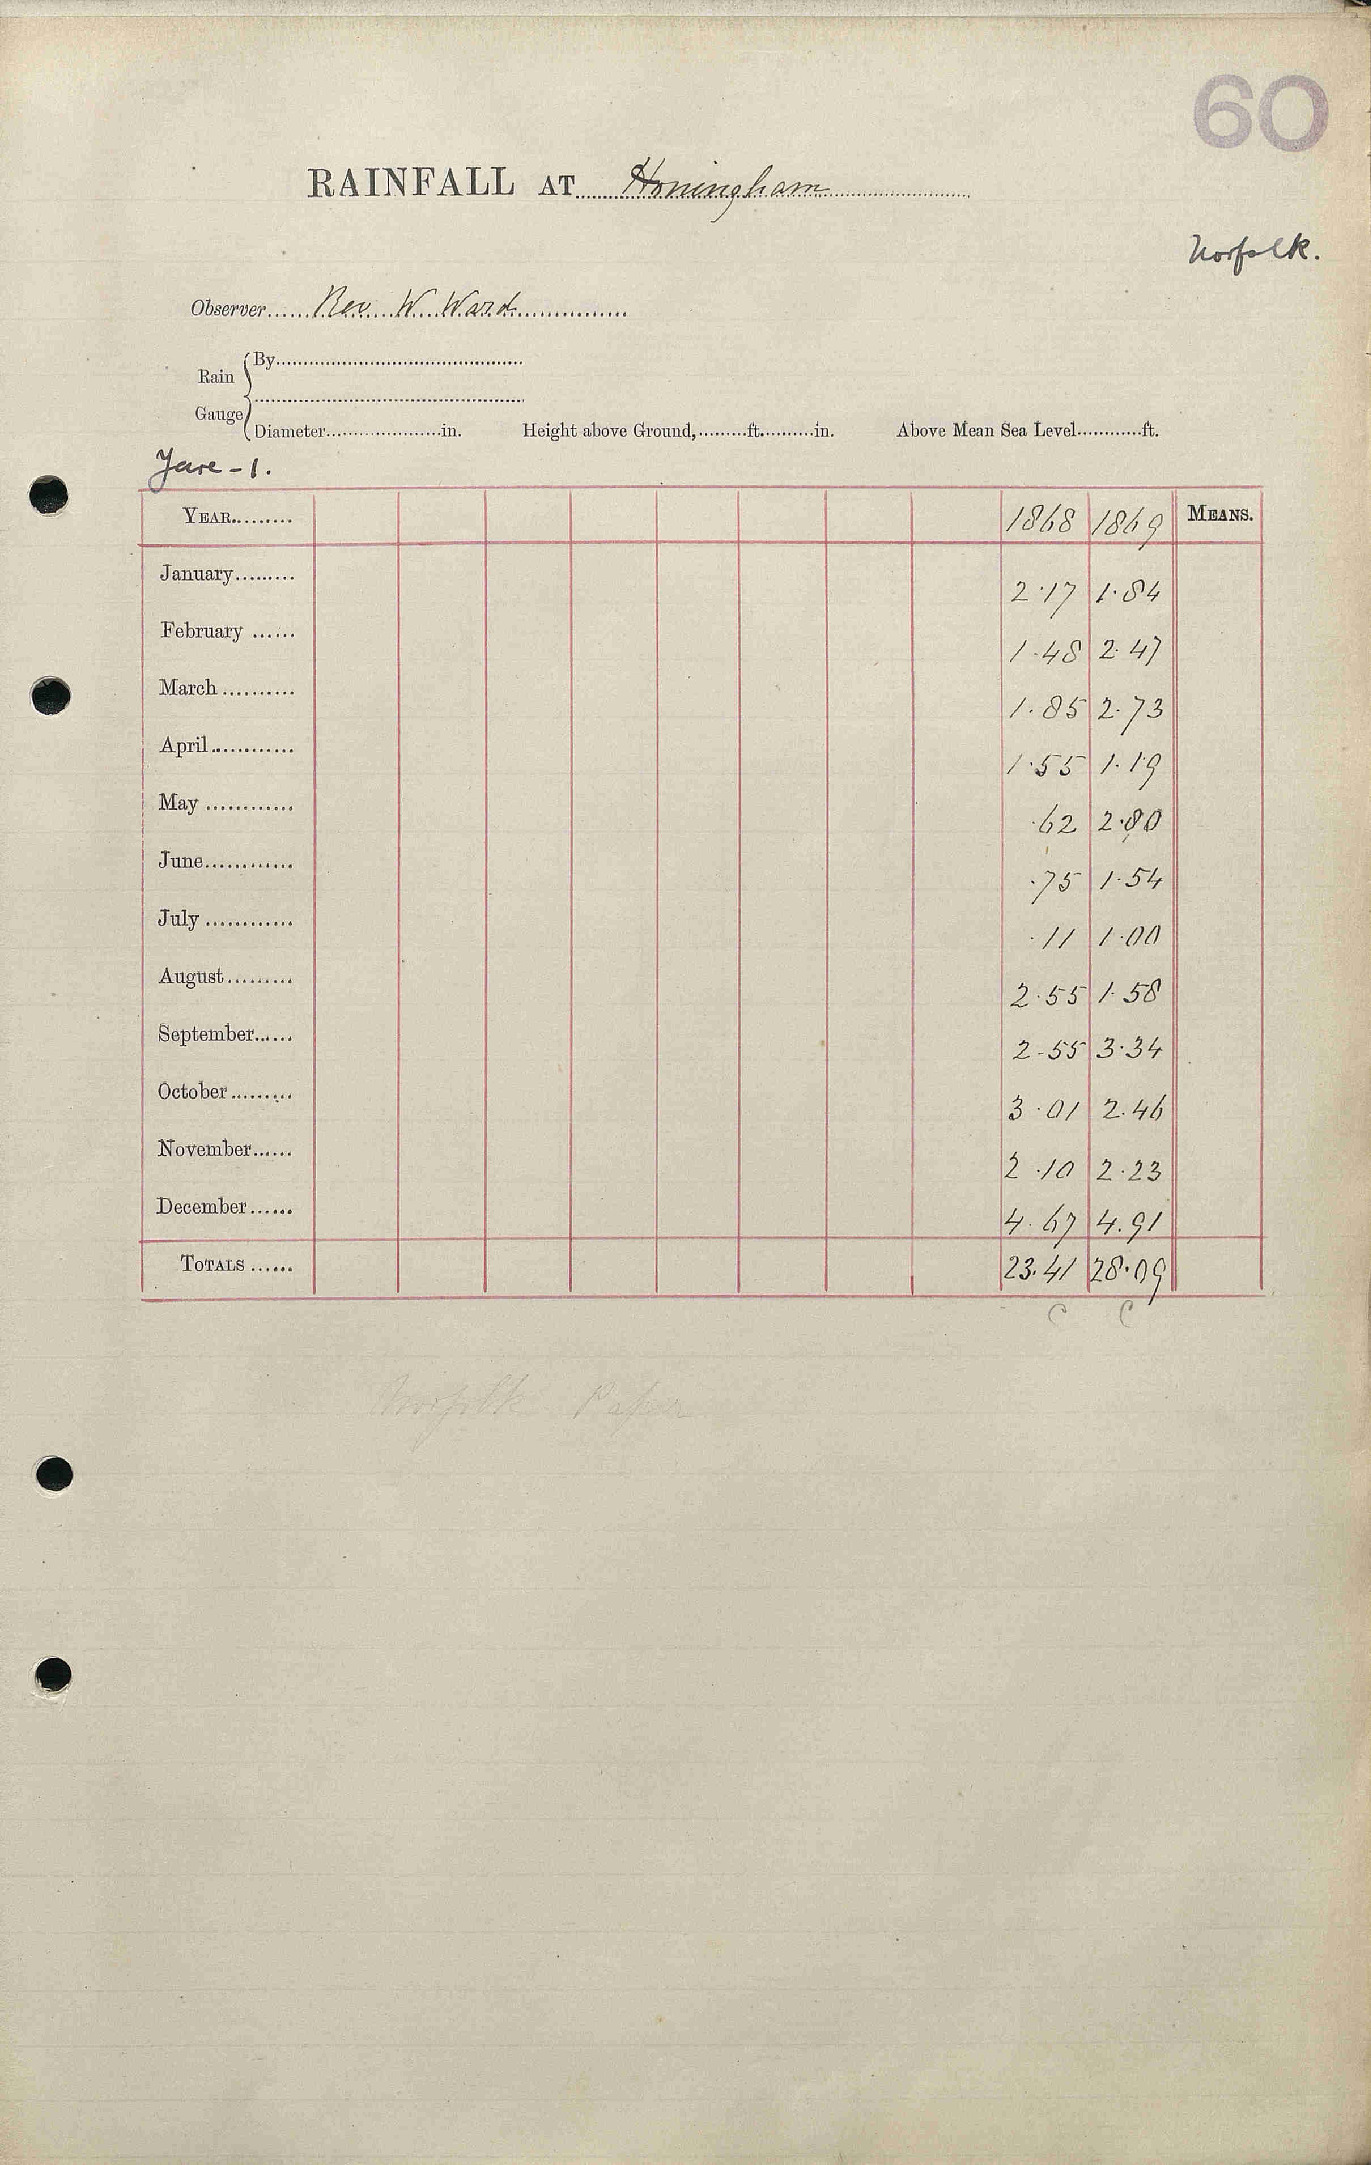 60
RAINFALL AT Honingham
Norfolk.
Observer Rev W Ward
Rain Gauge
By
Diameter in. Height above Ground, ft. in. Above Mean Sea Level ft.
Yare - 1.
YEAR 1868 1869 MEANS.
January 2.17 1.84
February 1.48 2.47
March 1.85 2.73
April 1.55 1.19
May .62 2.80
June .75 1.54
July .11 1.00
August 2.55 1.58
September 2.55 3.34
October 3.01 2.46
November 2.10 2.23
December 4.67 4.91
TOTALS 23.41 28.09
C C
Norfolk Paper